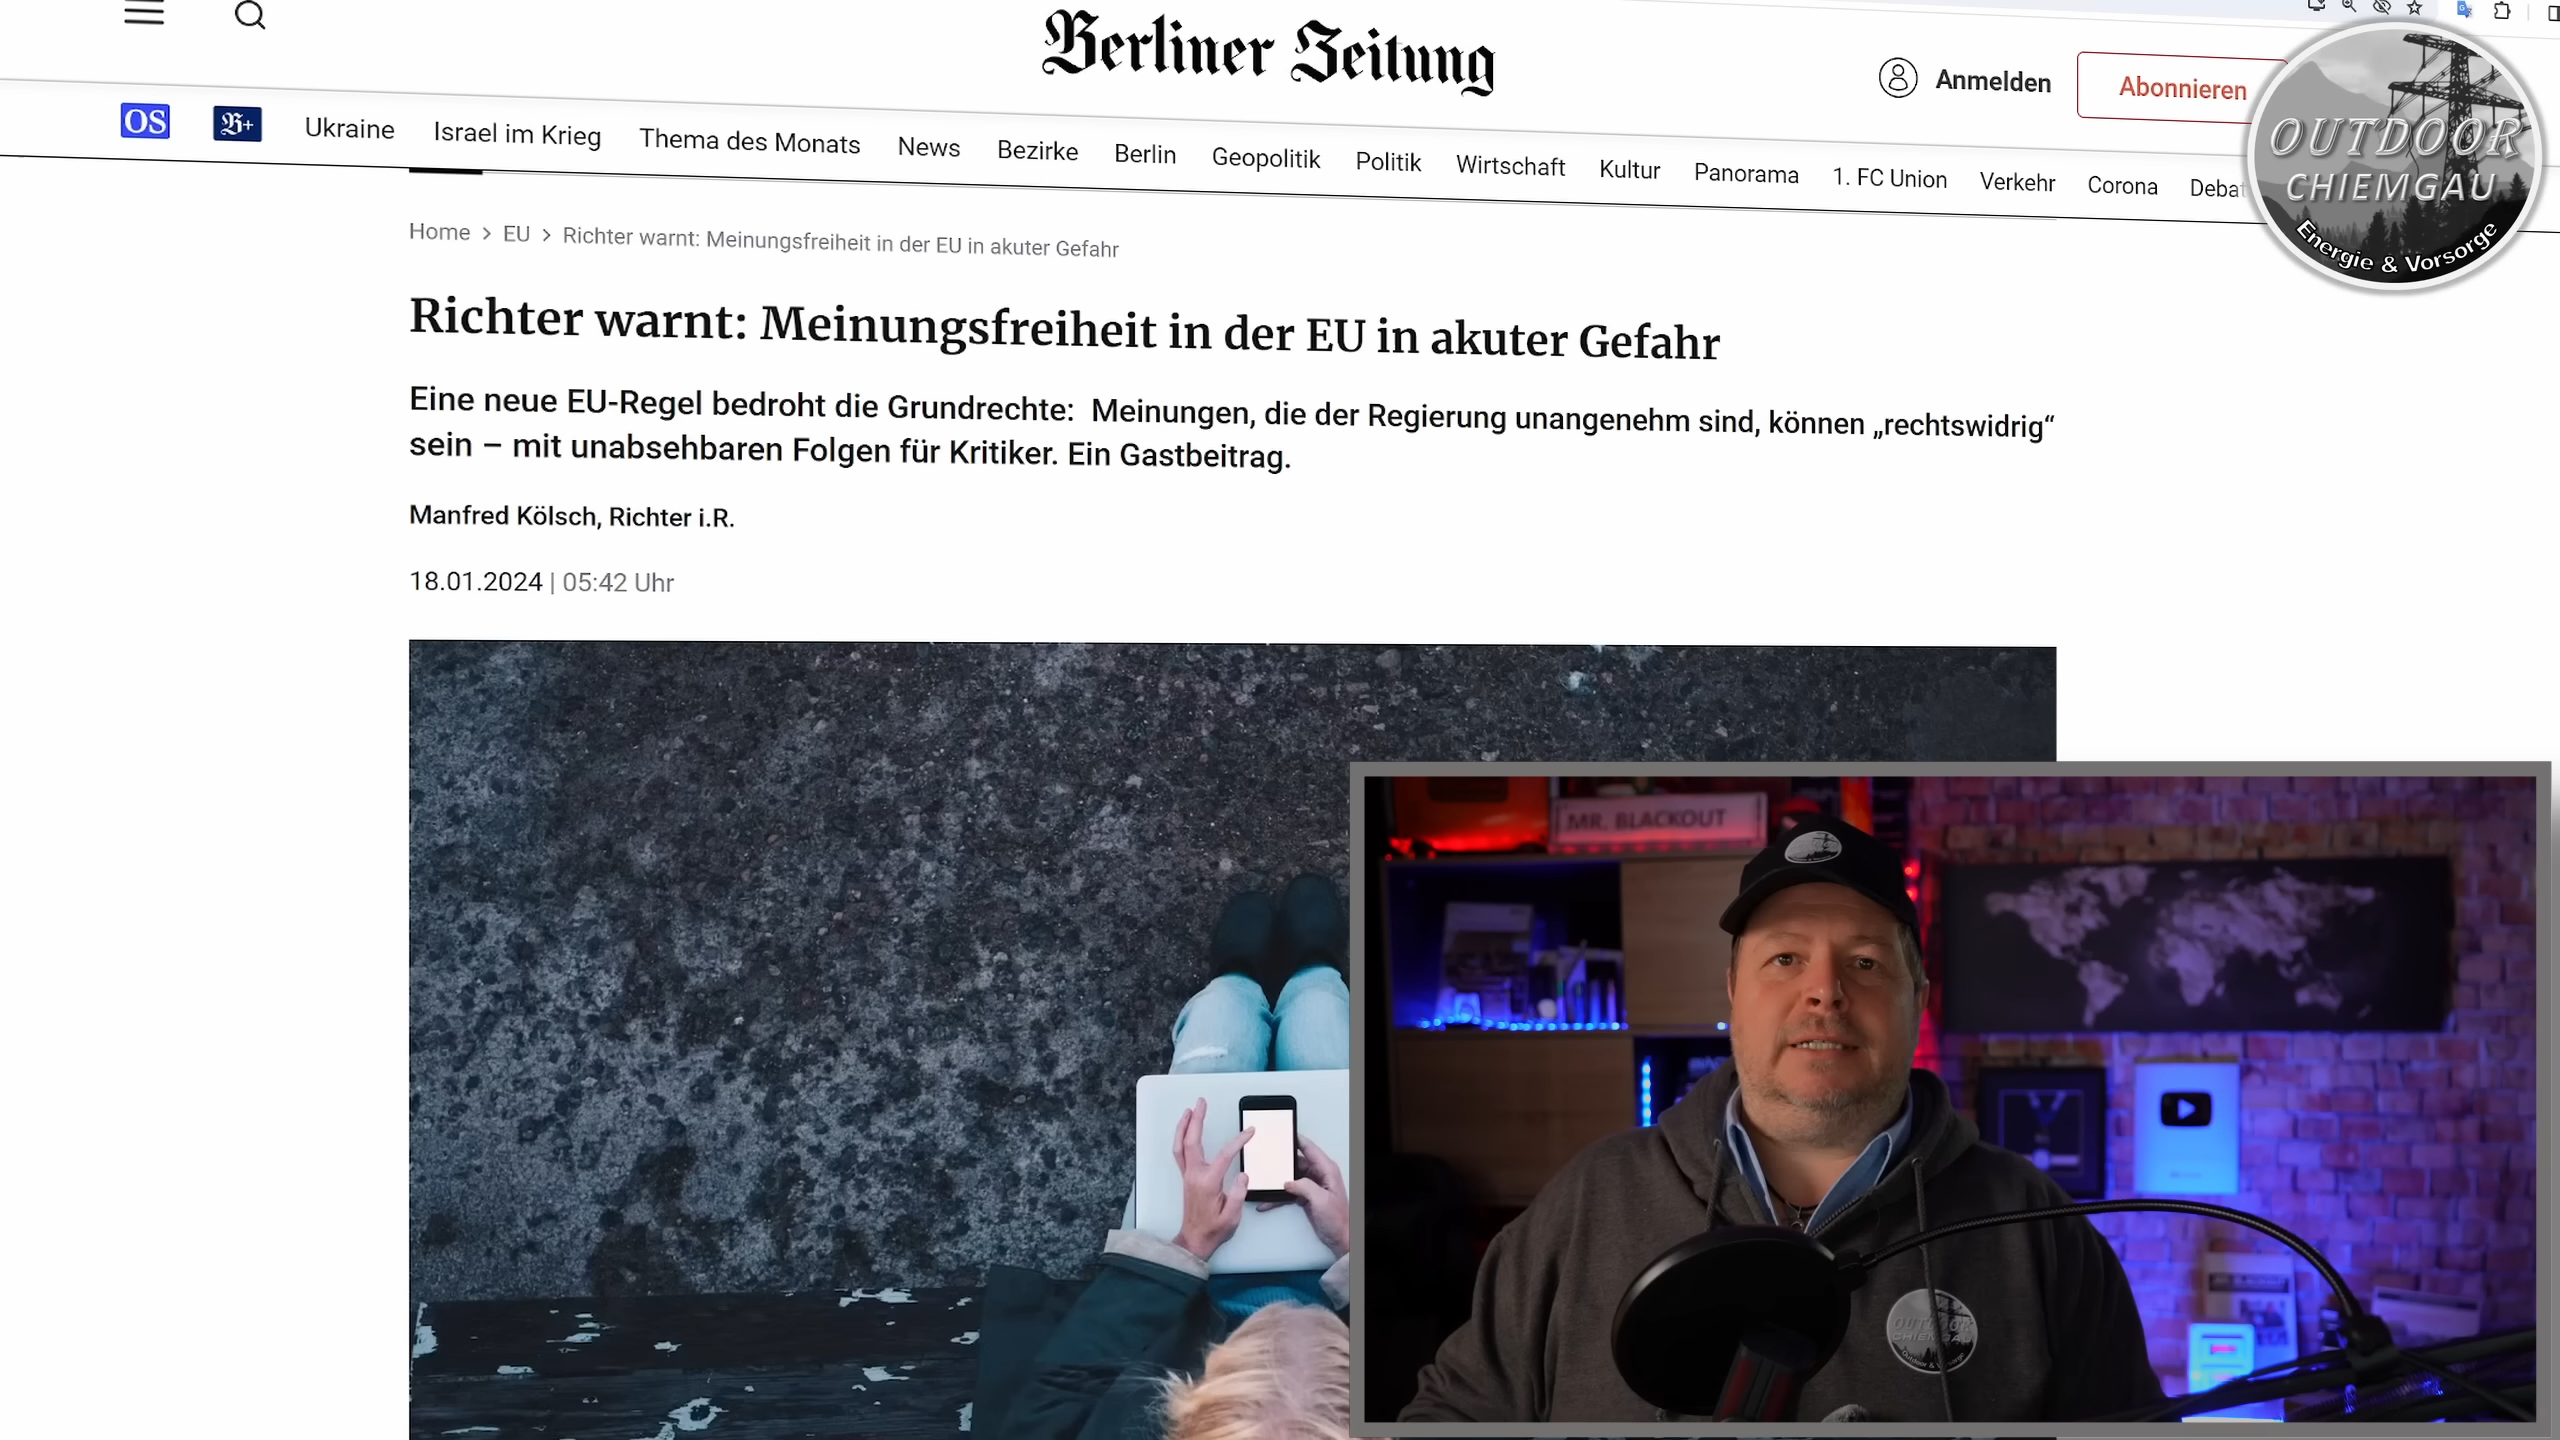 Berliner Zeitung
Anmelden
Abonnieren
OS
B+
Ukraine
Israel im Krieg
Thema des Monats
News
Bezirke
Berlin
Geopolitik
Politik
Wirtschaft
Kultur
Panorama
1. FC Union
Verkehr
Corona
Debat
OUTDOOR
CHIEMGAU
Energie & Vorsorge
Home > EU > Richter warnt: Meinungsfreiheit in der EU in akuter Gefahr
Richter warnt: Meinungsfreiheit in der EU in akuter Gefahr
Eine neue EU-Regel bedroht die Grundrechte: Meinungen, die der Regierung unangenehm sind, können „rechtswidrig“
sein – mit unabsehbaren Folgen für Kritiker. Ein Gastbeitrag.
Manfred Kölsch, Richter i.R.
18.01.2024 | 05:42 Uhr
MR. BLACKOUT
OUTDOOR
CHIEMGAU